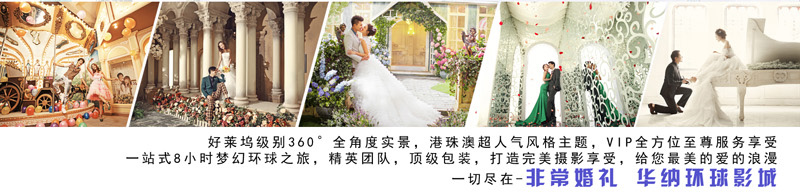 好莱坞级别360°全角度实景，港珠澳超人气风格主题，VIP全方位至尊服务享受
一站式8小时梦幻环球之旅，精英团队，顶级包装，打造完美摄影享受，给您最美的爱的浪漫
一切尽在-非常婚礼 华纳环球影城